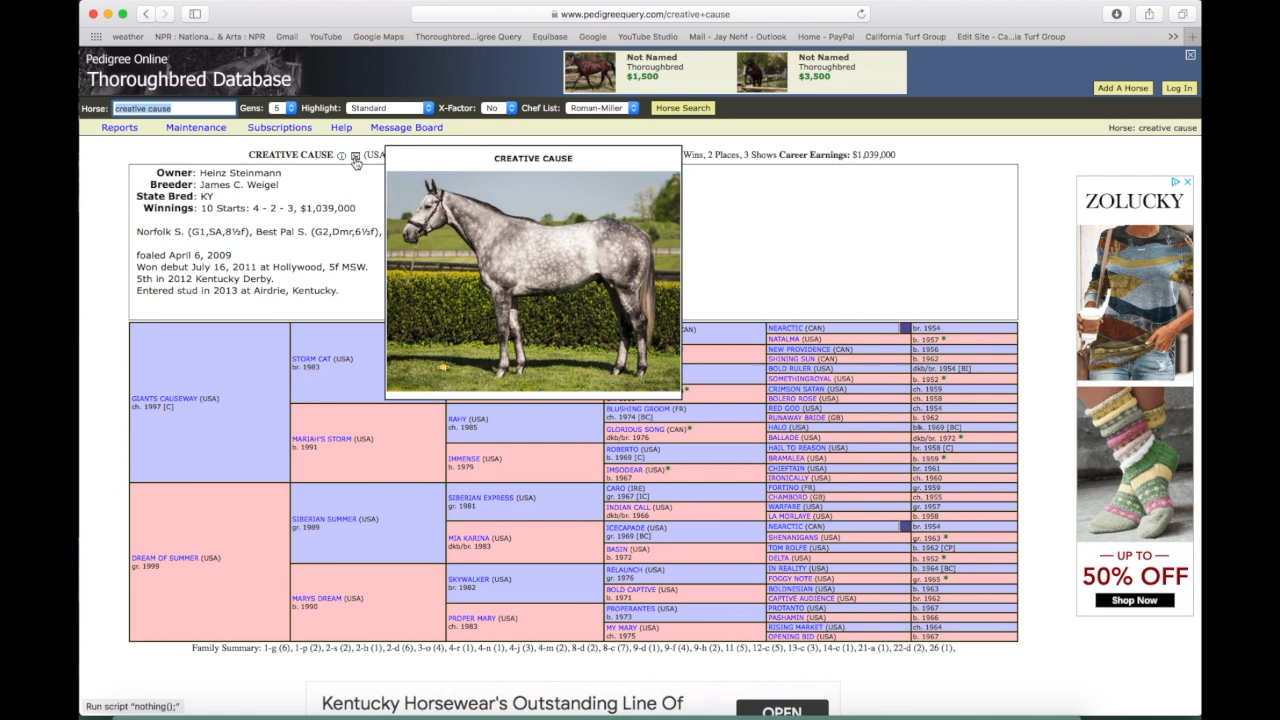 www.pedigreequery.com/creative+cause
weather NPR : Nationa... & Arts : NPR Gmail YouTube Google Maps Thoroughbred...igree Query Equibase Google YouTube Studio Mail - Jay Nehf - Outlook Home - PayPal California Turf Group Edit Site - Ca...ia Turf Group
Pedigree Online
Thoroughbred Database
Not Named
Thoroughbred
$1,500
Not Named
Thoroughbred
$3,500
Add A Horse Log In
Horse: creative cause Gens: 5 Highlight: Standard X-Factor: No Chef List: Roman-Miller Horse Search
Reports Maintenance Subscriptions Help Message Board Horse: creative cause
CREATIVE CAUSE (USA Wins, 2 Places, 3 Shows Career Earnings: $1,039,000
CREATIVE CAUSE
Owner: Heinz Steinmann
Breeder: James C. Weigel
State Bred: KY
Winnings: 10 Starts: 4 - 2 - 3, $1,039,000
Norfolk S. (G1,SA,8½f), Best Pal S. (G2,Dmr,6½f),
foaled April 6, 2009
Won debut July 16, 2011 at Hollywood, 5f MSW.
5th in 2012 Kentucky Derby.
Entered stud in 2013 at Airdrie, Kentucky.
GIANTS CAUSEWAY (USA)
ch. 1997 [C]
DREAM OF SUMMER (USA)
gr. 1999
STORM CAT (USA)
br. 1983
MARIAH'S STORM (USA)
b. 1991
SIBERIAN SUMMER (USA)
gr. 1989
MARYS DREAM (USA)
b. 1990
RAHY (USA)
ch. 1985
IMMENSE (USA)
b. 1979
SIBERIAN EXPRESS (USA)
gr. 1981
MIA KARINA (USA)
dkb/br. 1983
SKYWALKER (USA)
br. 1982
PROPER MARY (USA)
ch. 1983
CAN)
*
BLUSHING GROOM (FR)
ch. 1974 [BC]
GLORIOUS SONG (CAN)*
dkb/br. 1976
ROBERTO (USA)
b. 1969 [C]
IMSODEAR (USA)*
b. 1967
CARO (IRE)
gr. 1967 [IC]
INDIAN CALL (USA)
dkb/br. 1966
ICECAPADE (USA)
gr. 1969 [BC]
BASIN (USA)
b. 1972
RELAUNCH (USA)
gr. 1976
BOLD CAPTIVE (USA)
b. 1971
PROPERANTES (USA)
b. 1973
MY MARY (USA)
ch. 1975
NEARCTIC (CAN) br. 1954
NATALMA (USA) b. 1957 *
NEW PROVIDENCE (CAN) b. 1956
SHINING SUN (CAN) b. 1962
BOLD RULER (USA) dkb/br. 1954 [BI]
SOMETHINGROYAL (USA) b. 1952 *
CRIMSON SATAN (USA) ch. 1959
BOLERO ROSE (USA) ch. 1958
RED GOD (USA) ch. 1954
RUNAWAY BRIDE (GB) b. 1962
HALO (USA) blk. 1969 [BC]
BALLADE (USA) dkb/br. 1972 *
HAIL TO REASON (USA) br. 1958 [C]
BRAMALEA (USA) b. 1959 *
CHIEFTAIN (USA) br. 1961
IRONICALLY (USA) ch. 1960
FORTINO (FR) gr. 1959
CHAMBORD (GB) ch. 1955
WARFARE (USA) gr. 1957
LA MORLAYE (USA) b. 1958
NEARCTIC (CAN) br. 1954
SHENANIGANS (USA) gr. 1963 *
TOM ROLFE (USA) b. 1962 [CP]
DELTA (USA) b. 1952 *
IN REALITY (USA) b. 1964 [BC]
FOGGY NOTE (USA) gr. 1965 *
BOLDNESIAN (USA) b. 1963
CAPTIVE AUDIENCE (USA) br. 1962
PROTANTO (USA) b. 1967
PASHAMIN (USA) b. 1966
RISING MARKET (USA) ch. 1964
OPENING BID (USA) b. 1967
Family Summary: 1-g (6), 1-p (2), 2-s (2), 2-h (1), 2-d (6), 3-o (4), 4-r (1), 4-n (1), 4-j (3), 4-m (2), 8-d (2), 8-c (7), 9-d (1), 9-f (4), 9-h (2), 11 (5), 12-c (5), 13-c (3), 14-c (1), 21-a (1), 22-d (2), 26 (1),
ZOLUCKY
— UP TO —
50% OFF
Shop Now
Kentucky Horsewear's Outstanding Line Of
OPEN
Run script "nothing();"